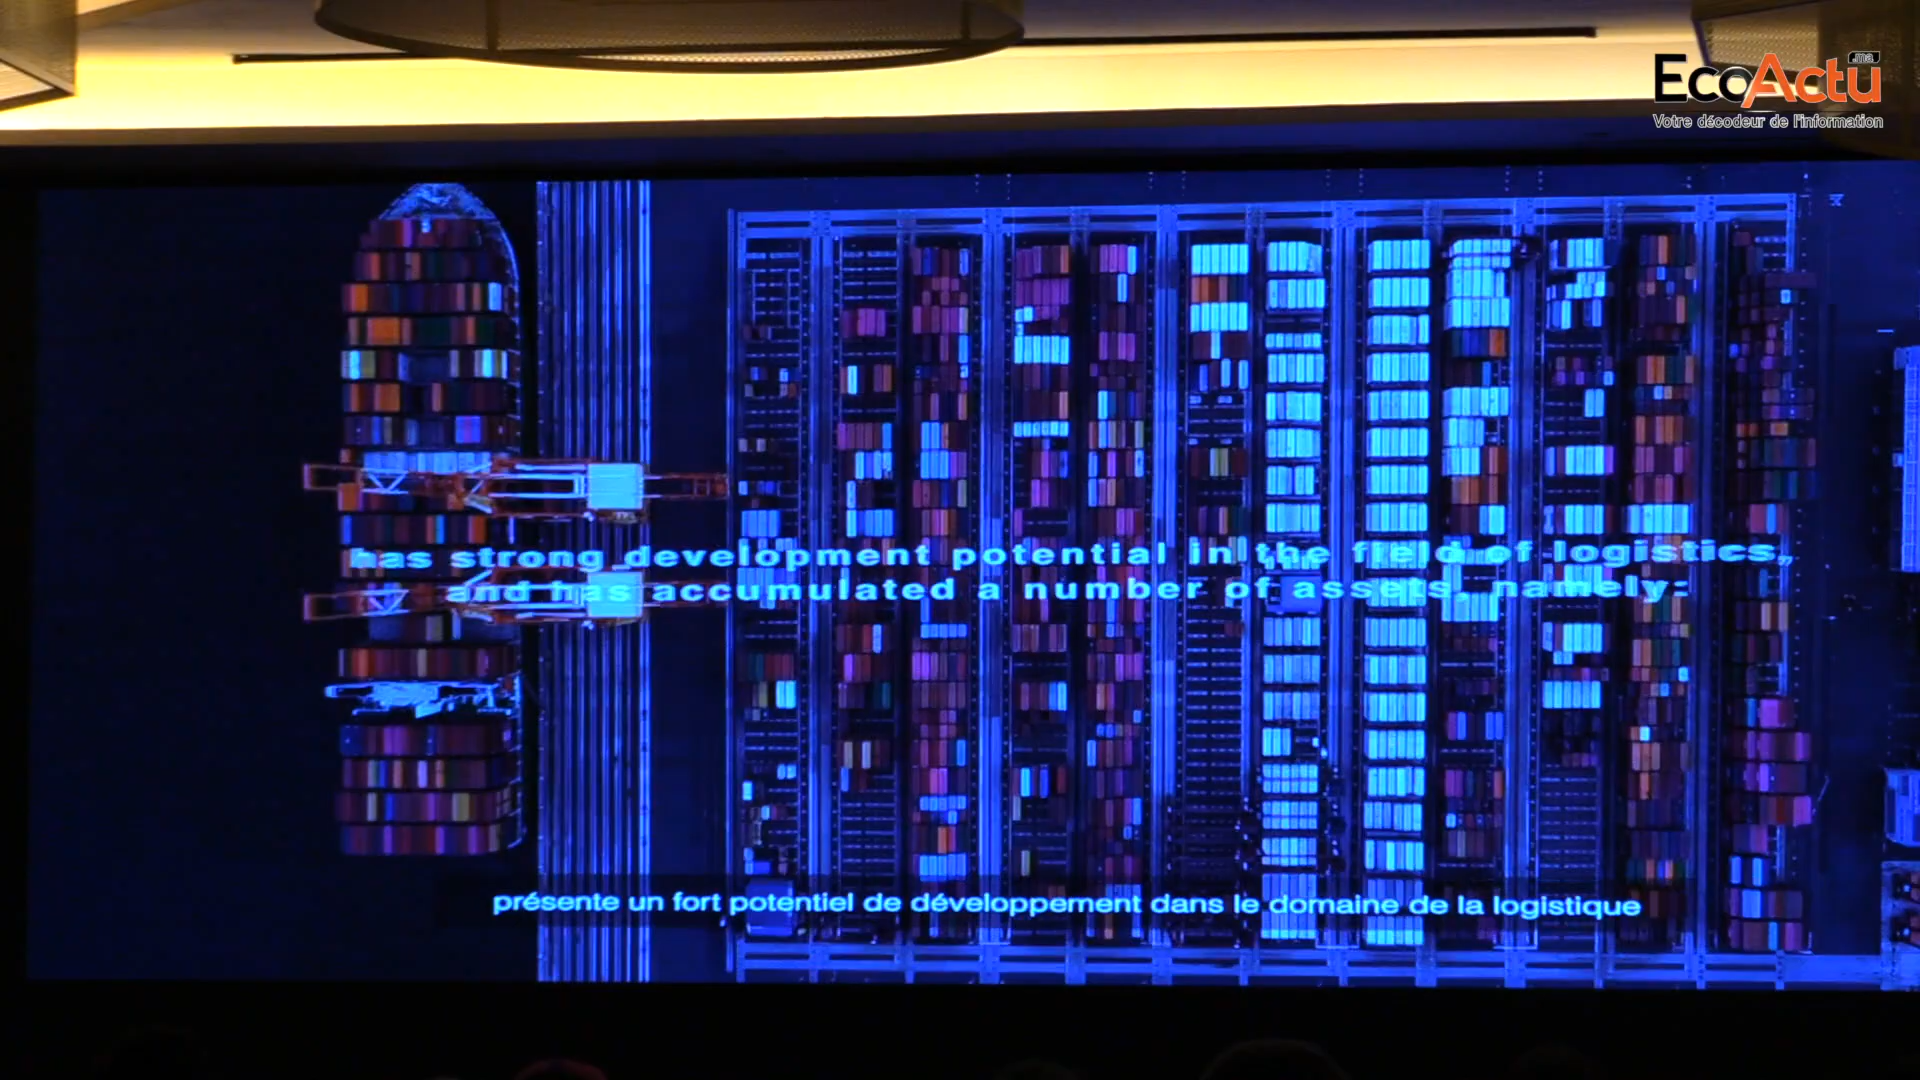 EcoActu
.ma
Votre décodeur de l'information
has strong development potential in the field of logistics,
and has accumulated a number of assets, namely:
présente un fort potentiel de développement dans le domaine de la logistique